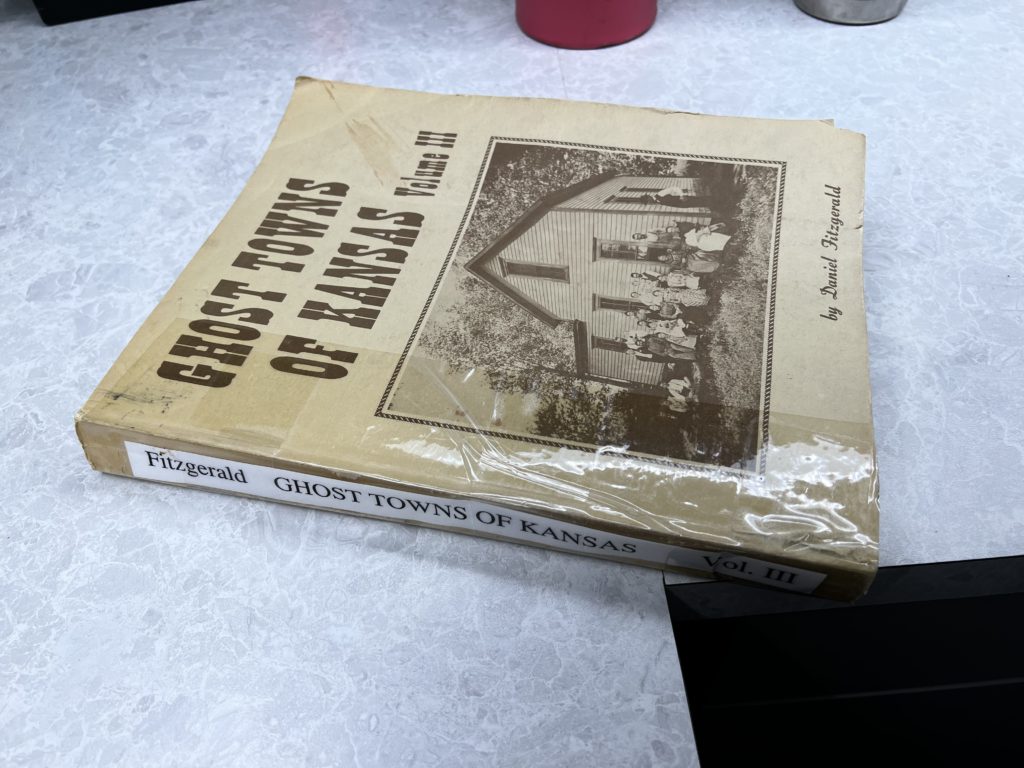 GHOST TOWNS
OF KANSAS Volume III
by Daniel Fitzgerald
Fitzgerald GHOST TOWNS OF KANSAS Vol. III